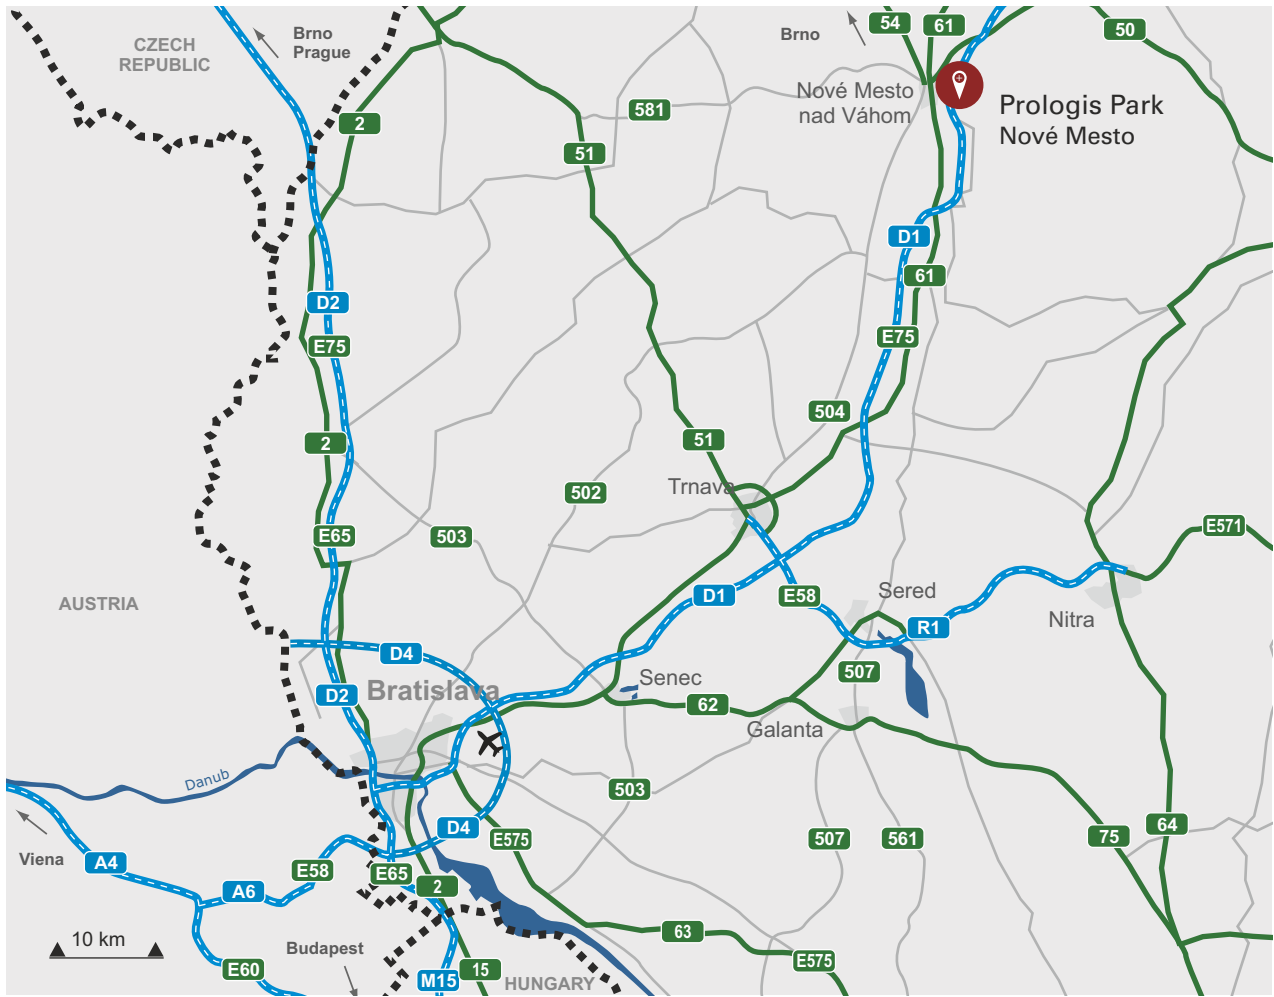 CZECH
REPUBLIC
Brno
Prague
Brno
54
61
50
2
581
Nové Mesto
nad Váhom
Prologis Park
Nové Mesto
51
D1
61
D2
E75
E75
504
2
51
Trnava
502
E65
503
E571
AUSTRIA
D1
E58
Sered
Nitra
R1
D4
D2
Bratislava
Senec
507
62
Galanta
Danub
503
D4
E575
507
561
75
64
Viena
A4
E58
E65
A6
2
10 km
Budapest
63
E60
M15
15
E575
HUNGARY